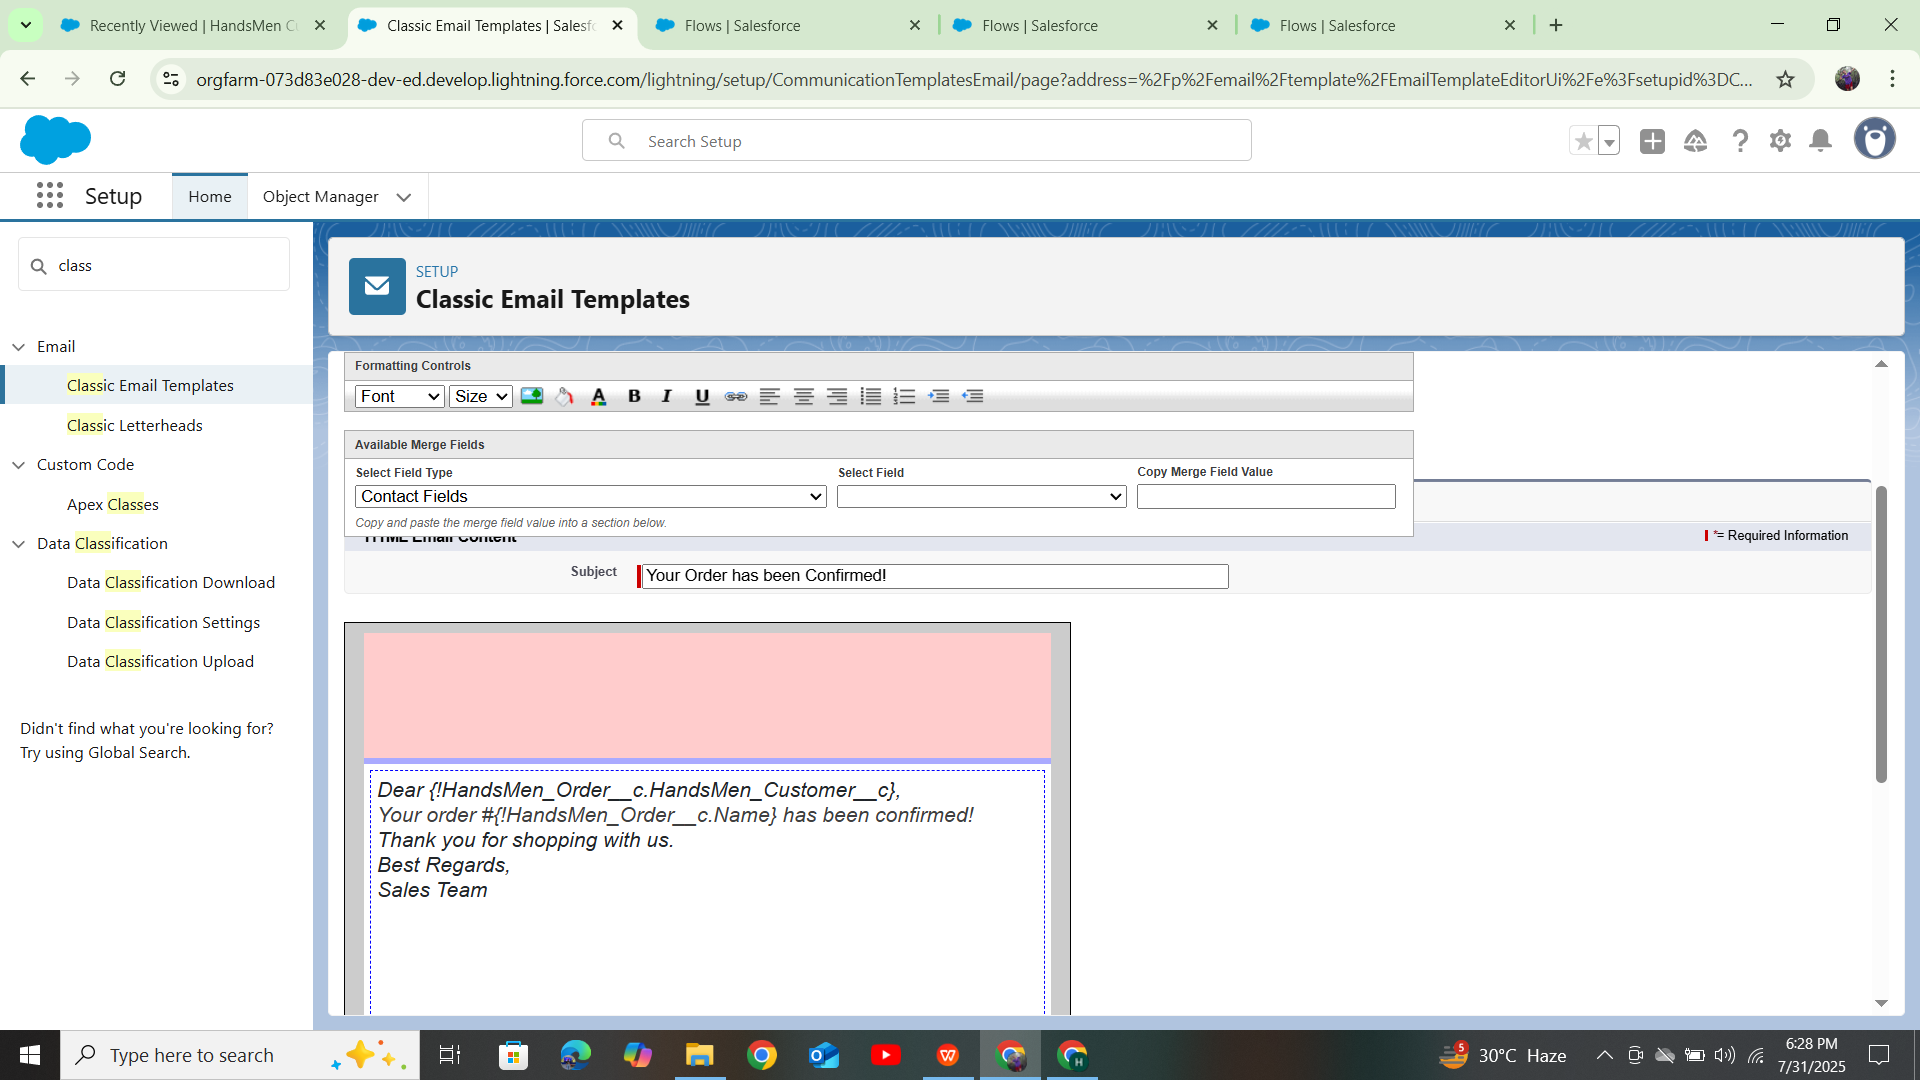 Recently Viewed | HandsMen C
Classic Email Templates | Salesf
Flows | Salesforce
Flows | Salesforce
Flows | Salesforce
orgfarm-073d83e028-dev-ed.develop.lightning.force.com/lightning/setup/CommunicationTemplatesEmail/page?address=%2Fp%2Femail%2Ftemplate%2FEmailTemplateEditorUi%2Fe%3Fsetupid%3DC...
Search Setup
Setup
Home
Object Manager
class
Email
Classic Email Templates
Classic Letterheads
Custom Code
Apex Classes
Data Classification
Data Classification Download
Data Classification Settings
Data Classification Upload
Didn't find what you're looking for?
Try using Global Search.
SETUP
Classic Email Templates
Formatting Controls
Font
Size
A B I U
Available Merge Fields
Select Field Type
Select Field
Copy Merge Field Value
Contact Fields
Copy and paste the merge field value into a section below.
HTML Email Content
*= Required Information
Subject
Your Order has been Confirmed!
Dear {!HandsMen_Order__c.HandsMen_Customer__c},
Your order #{!HandsMen_Order__c.Name} has been confirmed!
Thank you for shopping with us.
Best Regards,
Sales Team
Type here to search
5
30°C Haze
6:28 PM
7/31/2025